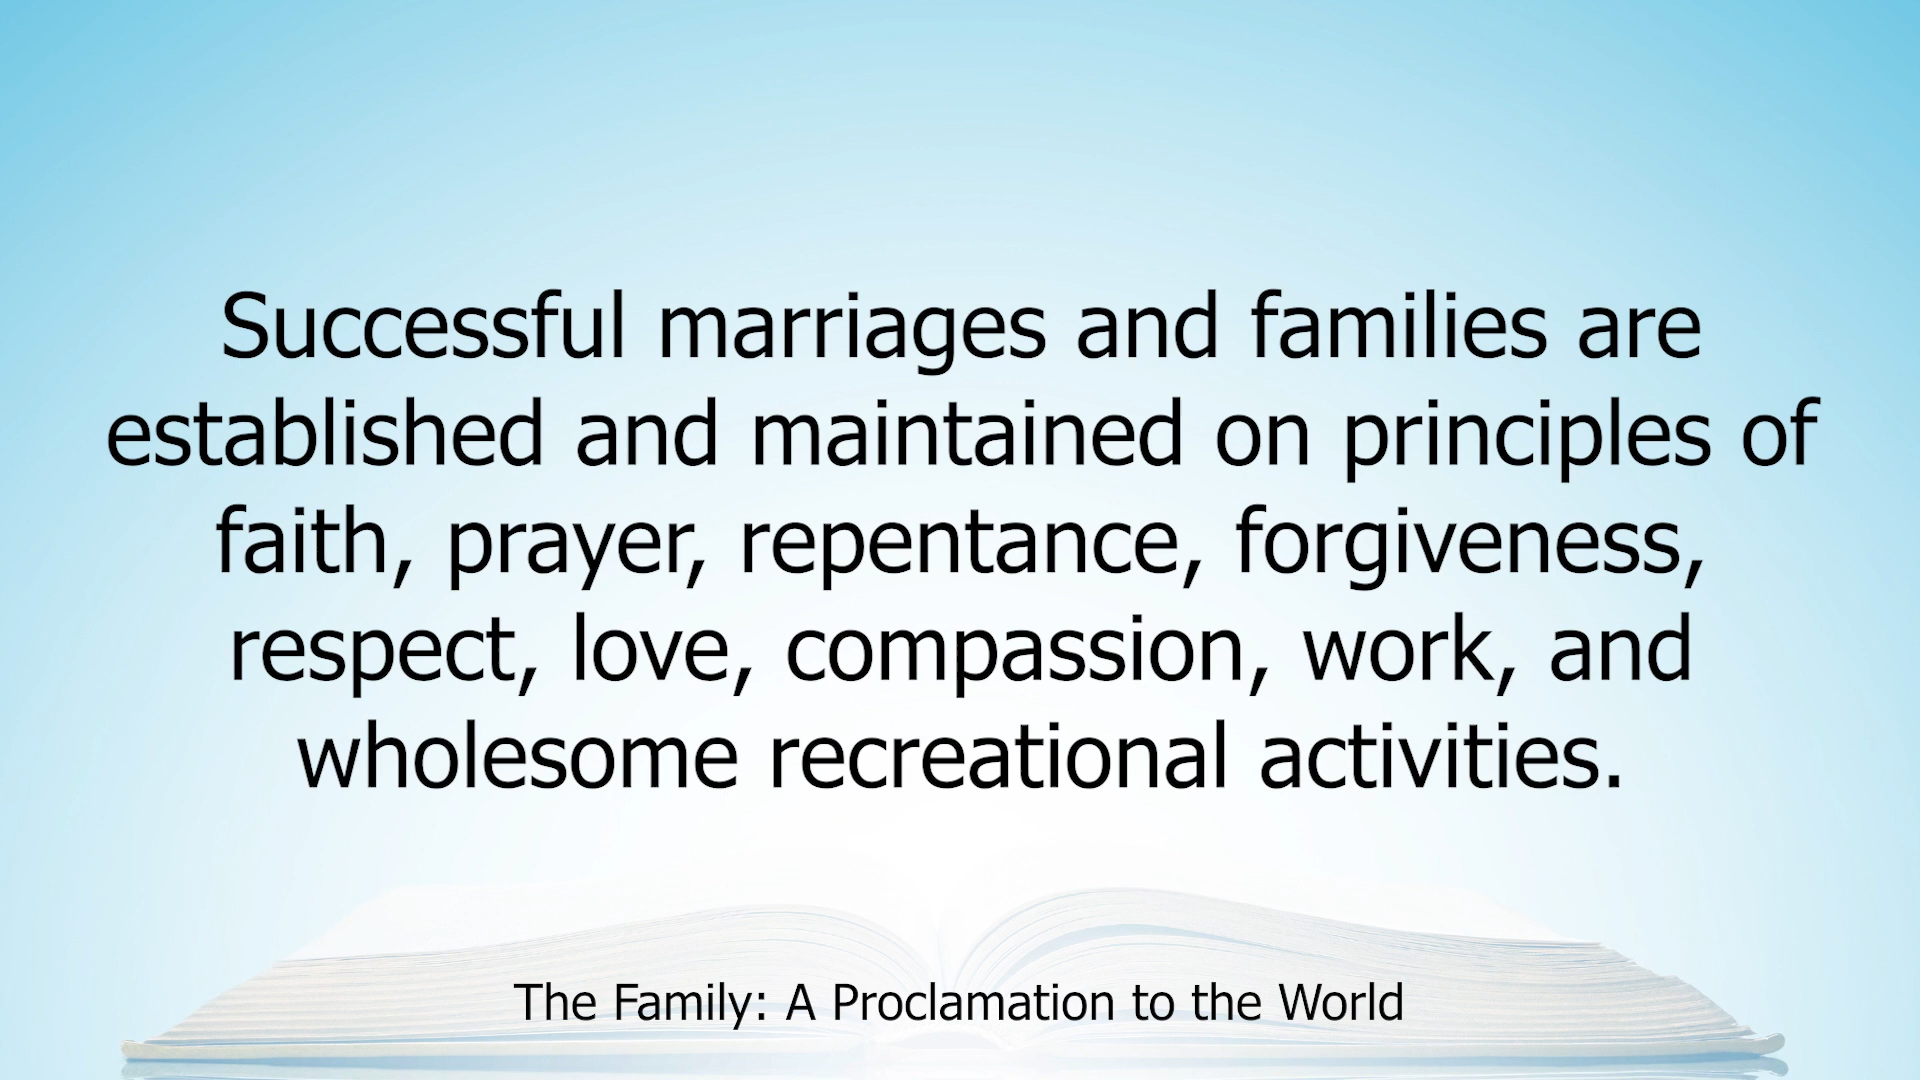 Successful marriages and families are
established and maintained on principles of
faith, prayer, repentance, forgiveness,
respect, love, compassion, work, and
wholesome recreational activities.
The Family: A Proclamation to the World